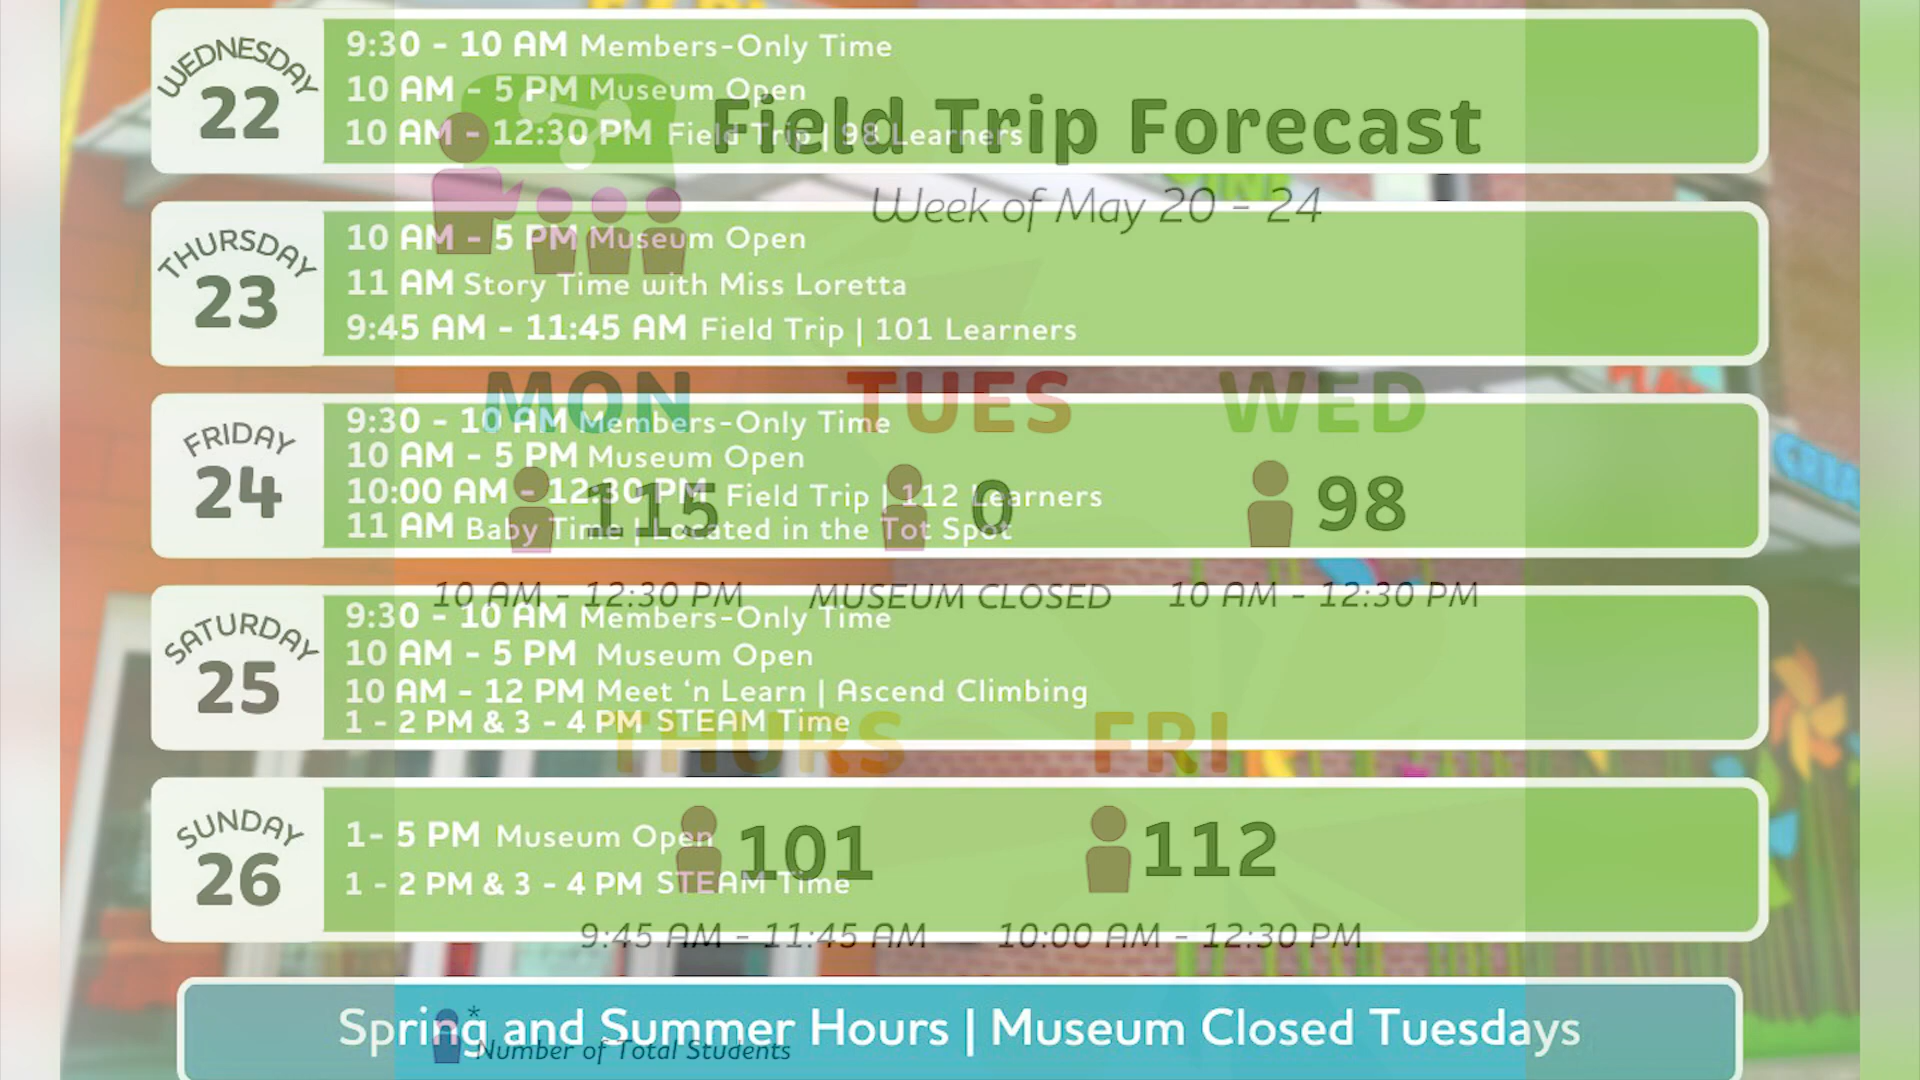 WEDNESDAY
22
9:30 - 10 AM Members-Only Time
10 AM - 5 PM Museum Open
10 AM - 12:30 PM Field Trip | 98 Learners
THURSDAY
23
10 AM - 5 PM Museum Open
11 AM Story Time with Miss Loretta
9:45 AM - 11:45 AM Field Trip | 101 Learners
FRIDAY
24
9:30 - 10 AM Members-Only Time
10 AM - 5 PM Museum Open
10:00 AM - 12:30 PM Field Trip | 112 Learners
11 AM Baby Time | Located in the Tot Spot
SATURDAY
25
9:30 - 10 AM Members-Only Time
10 AM - 5 PM Museum Open
10 AM - 12 PM Meet ‘n Learn | Ascend Climbing
1 - 2 PM & 3 - 4 PM STEAM Time
SUNDAY
26
1- 5 PM Museum Open
1 - 2 PM & 3 - 4 PM STEAM Time
Spring and Summer Hours | Museum Closed Tuesdays
Field Trip Forecast
Week of May 20 - 24
MON TUES WED
115 0 98
10 AM - 12:30 PM MUSEUM CLOSED 10 AM - 12:30 PM
THURS FRI
101 112
9:45 AM - 11:45 AM 10:00 AM - 12:30 PM
* Number of Total Students